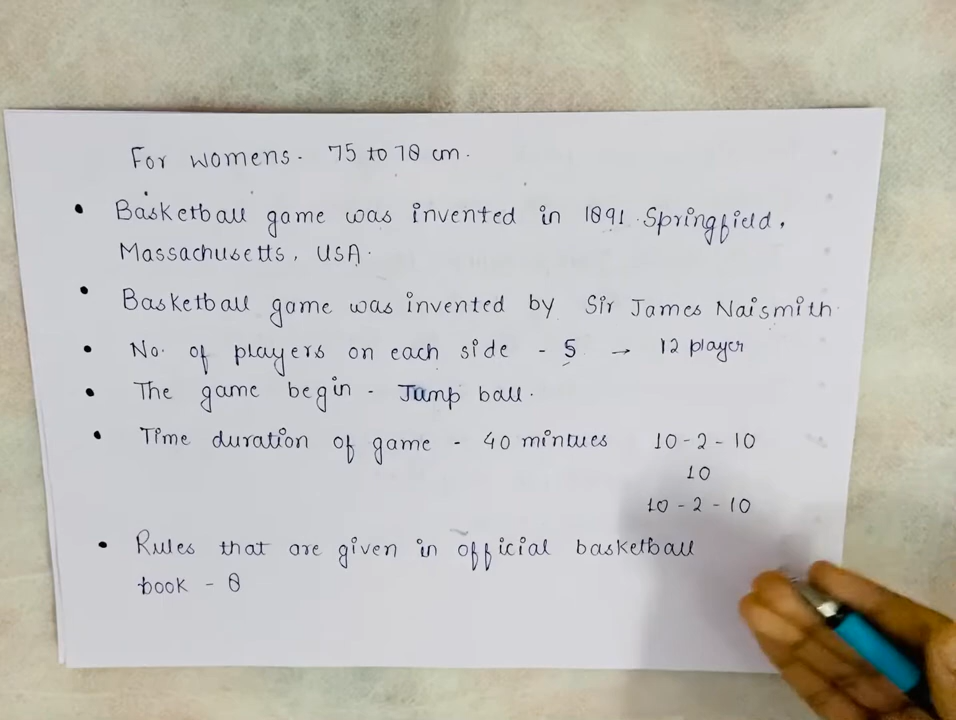 For womens. 75 to 78 cm.
• Basketball game was invented in 1891. Springfield,
Massachusetts, USA.
• Basketball game was invented by Sir James Naismith.
• No. of players on each side - 5 → 12 player
• The game begin - Jump ball.
• Time duration of game - 40 mintues 10 - 2 - 10
10
10 - 2 - 10
• Rules that are given in official basketball
book - 8